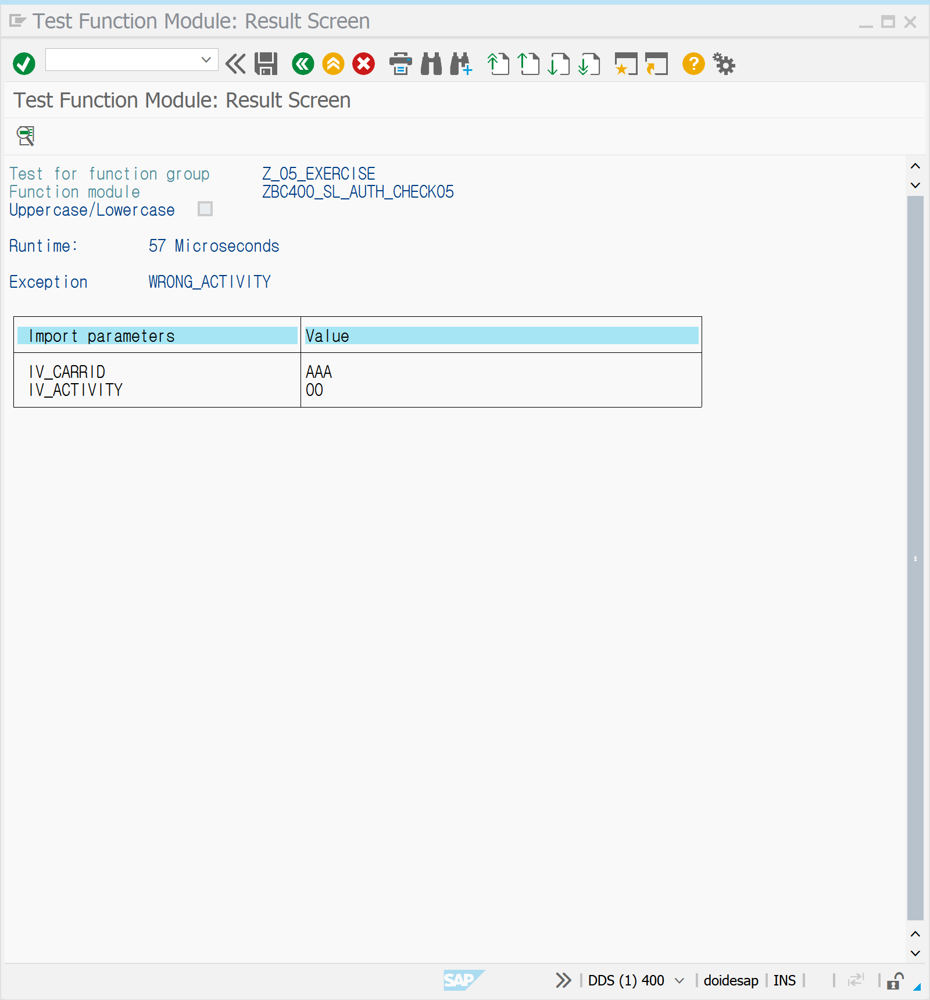 Test Function Module: Result Screen
Test Function Module: Result Screen
Test for function group Z_05_EXERCISE
Function module ZBC400_SL_AUTH_CHECK05
Uppercase/Lowercase
Runtime: 57 Microseconds
Exception WRONG_ACTIVITY
Import parameters Value
IV_CARRID AAA
IV_ACTIVITY 00
SAP DDS (1) 400 doidesap INS